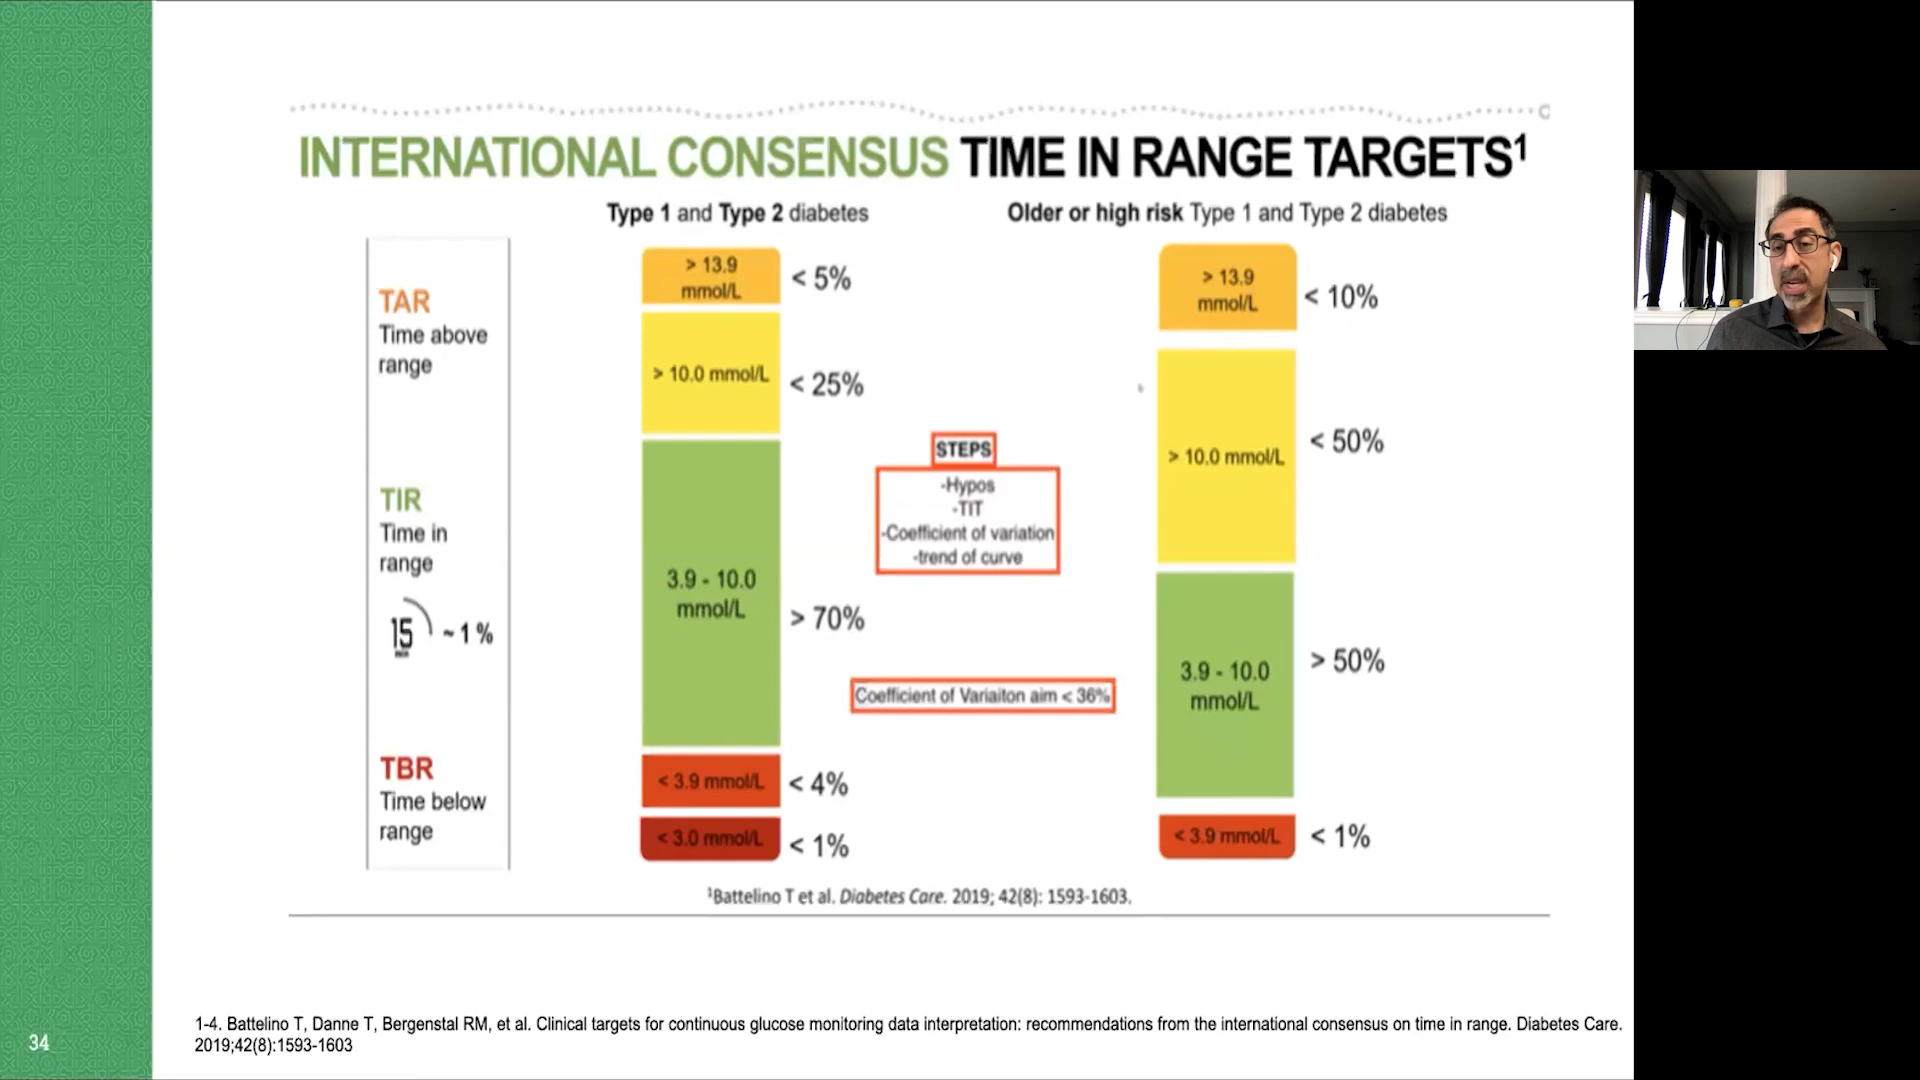 INTERNATIONAL CONSENSUS TIME IN RANGE TARGETS¹
Type 1 and Type 2 diabetes
Older or high risk Type 1 and Type 2 diabetes
TAR
Time above
range
TIR
Time in
range
15 ~ 1 %
TBR
Time below
range
> 13.9
mmol/L
< 5%
> 10.0 mmol/L
< 25%
3.9 - 10.0
mmol/L
> 70%
< 3.9 mmol/L
< 4%
< 3.0 mmol/L
< 1%
STEPS
-Hypos
-TIT
-Coefficient of variation
-trend of curve
Coefficient of Variaiton aim < 36%
> 13.9
mmol/L
< 10%
> 10.0 mmol/L
< 50%
3.9 - 10.0
mmol/L
> 50%
< 3.9 mmol/L
< 1%
¹Battelino T et al. Diabetes Care. 2019; 42(8): 1593-1603.
1-4. Battelino T, Danne T, Bergenstal RM, et al. Clinical targets for continuous glucose monitoring data interpretation: recommendations from the international consensus on time in range. Diabetes Care.
2019;42(8):1593-1603
34